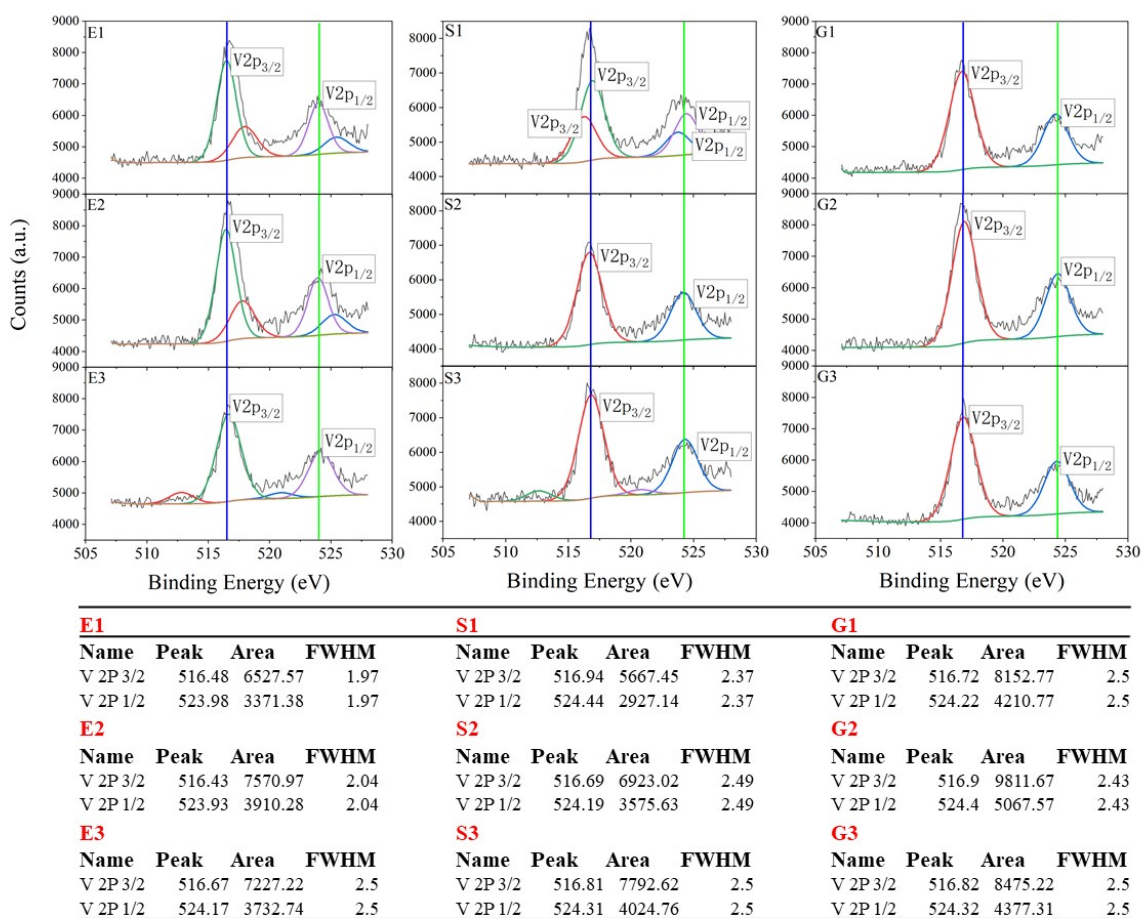 Counts (a.u.)
E1
9000
8000
7000
6000
5000
4000
V2p3/2
V2p1/2
S1
8000
7000
6000
5000
4000
V2p3/2
V2p3/2
V2p1/2
V2p1/2
G1
9000
8000
7000
6000
5000
4000
V2p3/2
V2p1/2
E2
9000
8000
7000
6000
5000
4000
V2p3/2
V2p1/2
S2
8000
7000
6000
5000
4000
V2p3/2
V2p1/2
G2
9000
8000
7000
6000
5000
4000
V2p3/2
V2p1/2
E3
9000
8000
7000
6000
5000
4000
V2p3/2
V2p1/2
S3
8000
7000
6000
5000
4000
V2p3/2
V2p1/2
G3
9000
8000
7000
6000
5000
4000
V2p3/2
V2p1/2
505 510 515 520 525 530
505 510 515 520 525 530
505 510 515 520 525 530
Binding Energy (eV) Binding Energy (eV) Binding Energy (eV)
E1 S1 G1
Name Peak Area FWHM Name Peak Area FWHM Name Peak Area FWHM
V 2P 3/2 516.48 6527.57 1.97 V 2P 3/2 516.94 5667.45 2.37 V 2P 3/2 516.72 8152.77 2.5
V 2P 1/2 523.98 3371.38 1.97 V 2P 1/2 524.44 2927.14 2.37 V 2P 1/2 524.22 4210.77 2.5
E2 S2 G2
Name Peak Area FWHM Name Peak Area FWHM Name Peak Area FWHM
V 2P 3/2 516.43 7570.97 2.04 V 2P 3/2 516.69 6923.02 2.49 V 2P 3/2 516.9 9811.67 2.43
V 2P 1/2 523.93 3910.28 2.04 V 2P 1/2 524.19 3575.63 2.49 V 2P 1/2 524.4 5067.57 2.43
E3 S3 G3
Name Peak Area FWHM Name Peak Area FWHM Name Peak Area FWHM
V 2P 3/2 516.67 7227.22 2.5 V 2P 3/2 516.81 7792.62 2.5 V 2P 3/2 516.82 8475.22 2.5
V 2P 1/2 524.17 3732.74 2.5 V 2P 1/2 524.31 4024.76 2.5 V 2P 1/2 524.32 4377.31 2.5